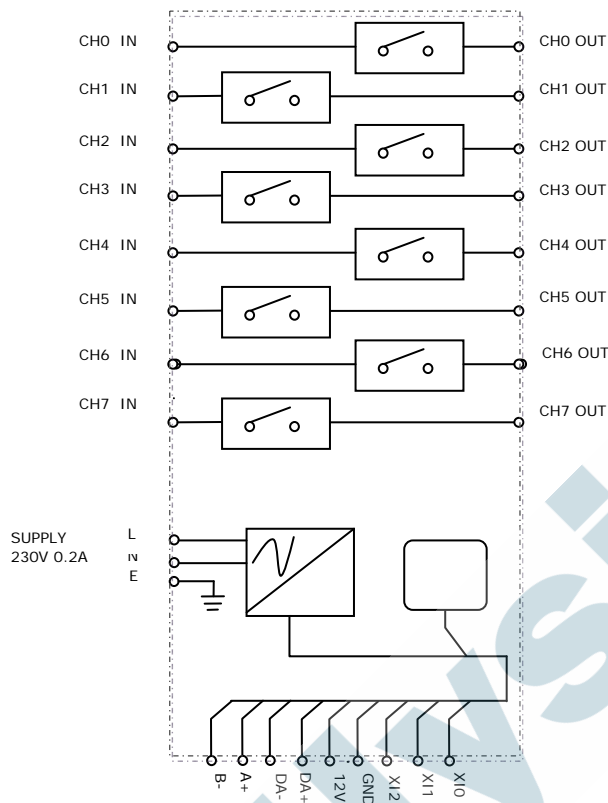 CH0 IN CH0 OUT
CH1 IN CH1 OUT
CH2 IN CH2 OUT
CH3 IN CH3 OUT
CH4 IN CH4 OUT
CH5 IN CH5 OUT
CH6 IN CH6 OUT
CH7 IN CH7 OUT
SUPPLY L
230V 0.2A N
E
B-
A+
DA-
DA+
12V
GND
XI2
XI1
XI0